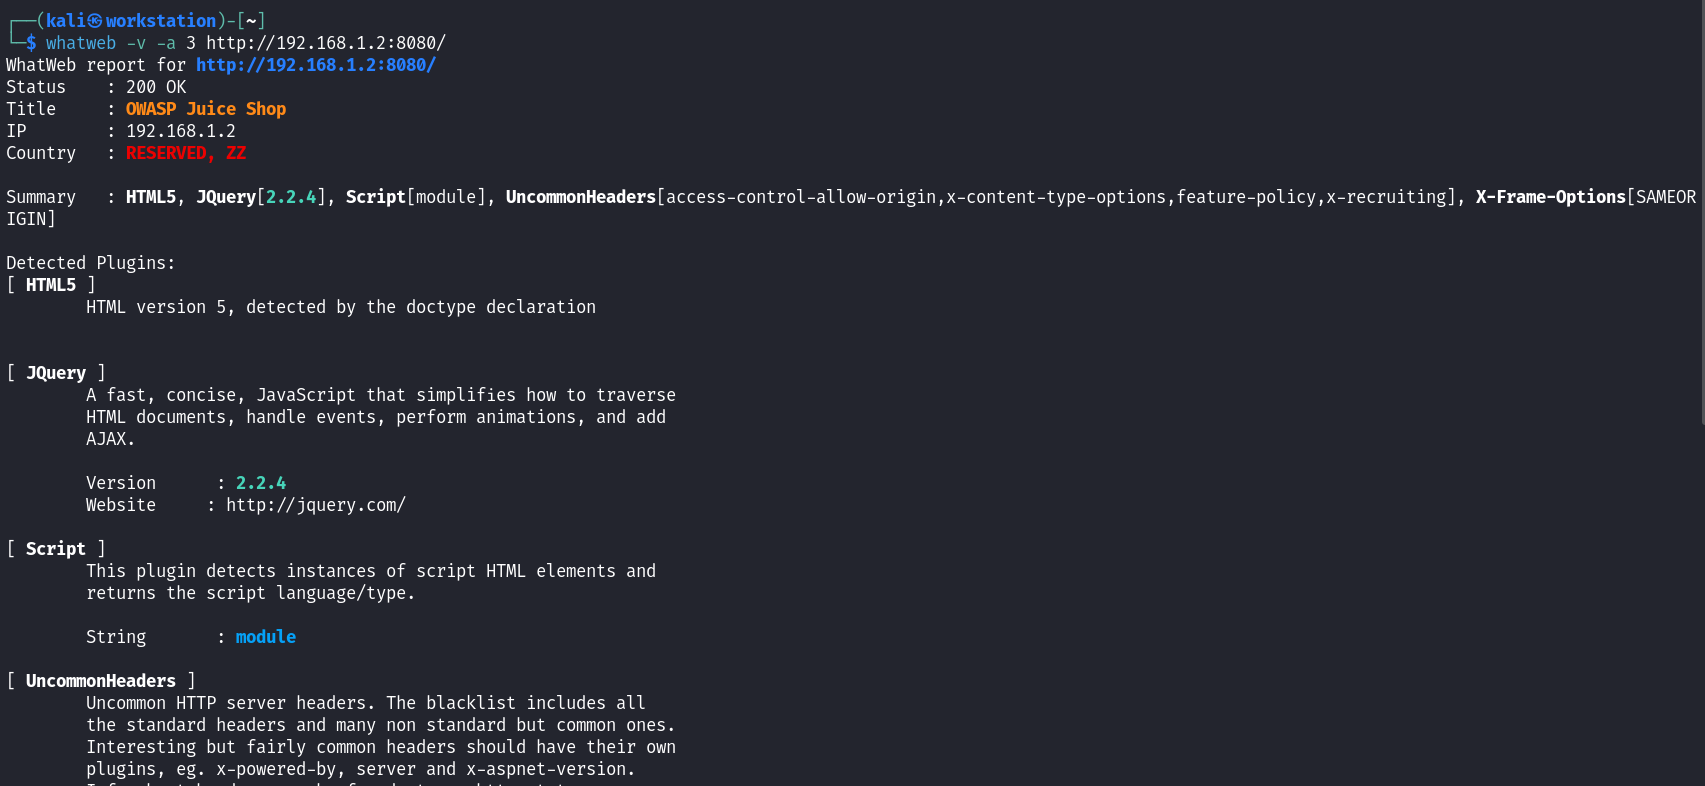 ┌──(kali㉿workstation)-[~]
└─$ whatweb -v -a 3 http://192.168.1.2:8080/
WhatWeb report for http://192.168.1.2:8080/
Status    : 200 OK
Title     : OWASP Juice Shop
IP        : 192.168.1.2
Country   : RESERVED, ZZ
Summary   : HTML5, JQuery[2.2.4], Script[module], UncommonHeaders[access-control-allow-origin,x-content-type-options,feature-policy,x-recruiting], X-Frame-Options[SAMEOR
IGIN]
Detected Plugins:
[ HTML5 ]
        HTML version 5, detected by the doctype declaration
[ JQuery ]
        A fast, concise, JavaScript that simplifies how to traverse
        HTML documents, handle events, perform animations, and add
        AJAX.
        Version      : 2.2.4
        Website     : http://jquery.com/
[ Script ]
        This plugin detects instances of script HTML elements and
        returns the script language/type.
        String       : module
[ UncommonHeaders ]
        Uncommon HTTP server headers. The blacklist includes all
        the standard headers and many non standard but common ones.
        Interesting but fairly common headers should have their own
        plugins, eg. x-powered-by, server and x-aspnet-version.